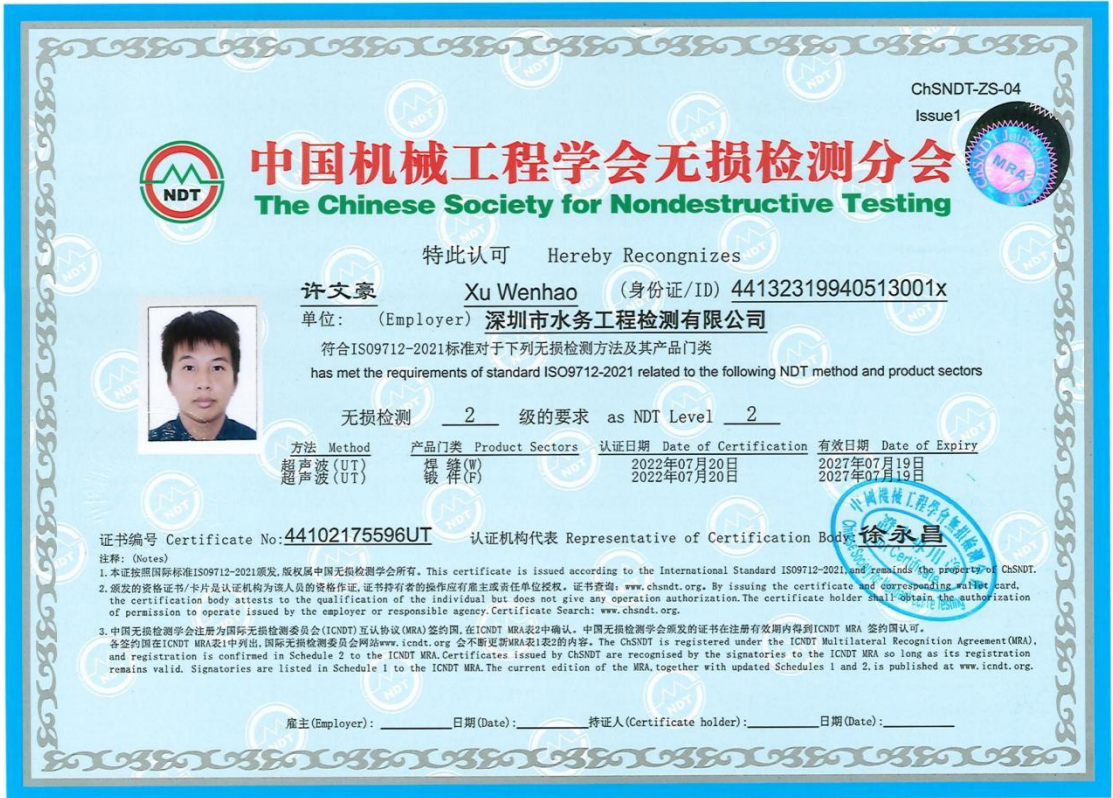 ChSNDT-ZS-04
Issue1
NDT
MRA
中国机械工程学会无损检测分会
The Chinese Society for Nondestructive Testing
特此认可 Hereby Recongnizes
许文豪 Xu Wenhao (身份证/ID) 44132319940513001x
单位: (Employer) 深圳市水务工程检测有限公司
符合ISO9712-2021标准对于下列无损检测方法及其产品门类
has met the requirements of standard ISO9712-2021 related to the following NDT method and product sectors
无损检测 2 级的要求 as NDT Level 2
方法 Method 产品门类 Product Sectors 认证日期 Date of Certification 有效日期 Date of Expiry
超声波(UT) 焊 缝(W) 2022年07月20日 2027年07月19日
超声波(UT) 锻 件(F) 2022年07月20日 2027年07月19日
证书编号 Certificate No:44102175596UT 认证机构代表 Representative of Certification Body:徐永昌
注释: (Notes)
1.本证按照国际标准ISO9712-2021颁发,版权属中国无损检测学会所有. This certificate is issued according to the International Standard ISO9712-2021,and remainds the property of ChSNDT.
2.颁发的资格证书/卡片是认证机构为该人员的资格作证,证书持有者的操作应有雇主或责任单位授权. 证书查询: www.chsndt.org. By issuing the certificate and corresponding wallet card,
the certification body attests to the qualification of the individual but does not give any operation authorization.The certificate holder shall obtain the authorization
of permission to operate issued by the employer or responsible agency.Certificate Search: www.chsndt.org.
3.中国无损检测学会注册为国际无损检测委员会(ICNDT)互认协议(MRA)签约国,在ICNDT MRA表2中确认. 中国无损检测学会颁发的证书在注册有效期内得到ICNDT MRA 签约国认可.
各签约国在ICNDT MRA表1中列出,国际无损检测委员会网站www.icndt.org 会不断更新MRA表1表2的内容. The ChSNDT is registered under the ICNDT Multilateral Recognition Agreement(MRA),
and registration is confirmed in Schedule 2 to the ICNDT MRA.Certificates issued by ChSNDT are recognised by the signatories to the ICNDT MRA so long as its registration
remains valid. Signatories are listed in Schedule 1 to the ICNDT MRA.The current edition of the MRA,together with updated Schedules 1 and 2,is published at www.icndt.org.
雇主(Employer): 日期(Date): 持证人(Certificate holder): 日期(Date):